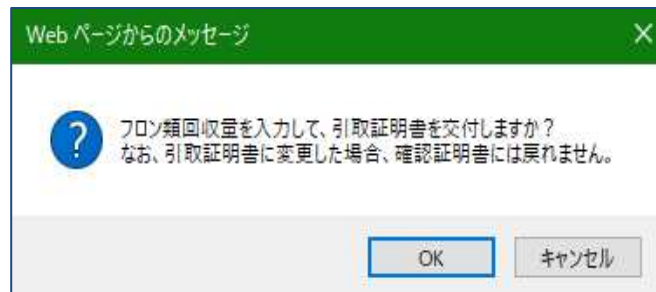 Web ページからのメッセージ
フロン類回収量を入力して、引取証明書を交付しますか？
なお、引取証明書に変更した場合、確認証明書には戻れません。
OK
キャンセル